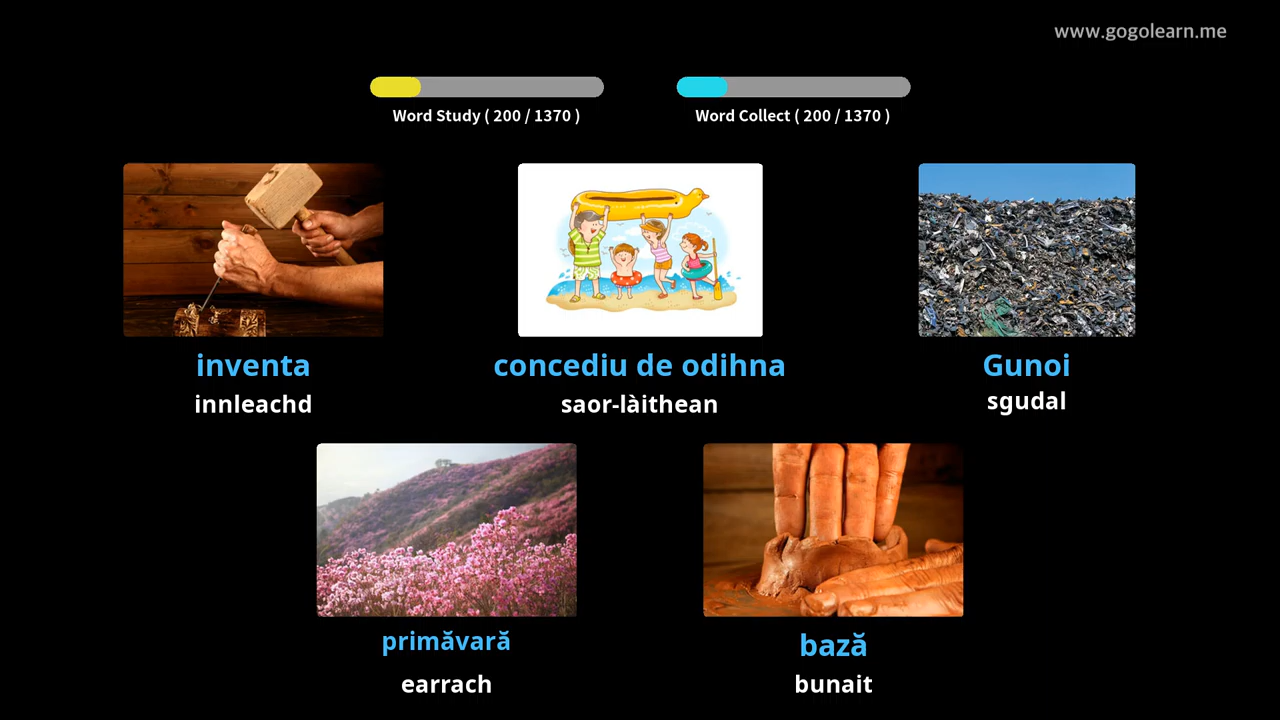 www.gogolearn.me
Word Study ( 200 / 1370 )
Word Collect ( 200 / 1370 )
inventa
innleachd
concediu de odihna
saor-làithean
Gunoi
sgudal
primăvară
earrach
bază
bunait